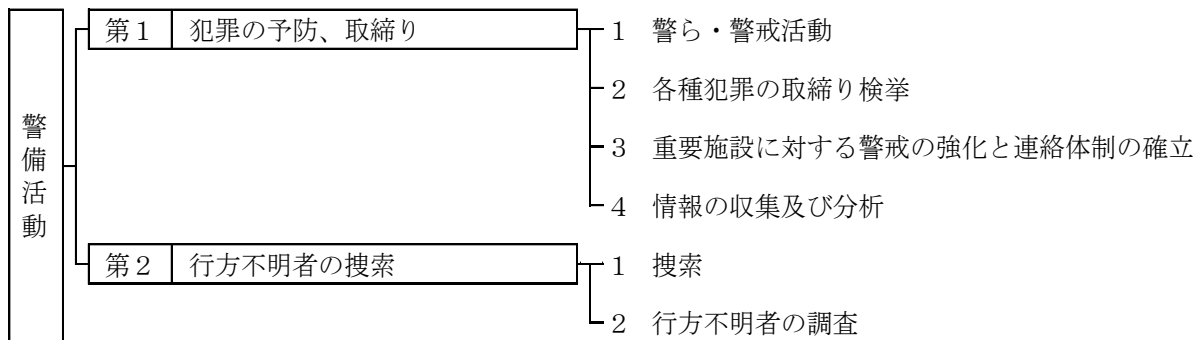 警備活動
第１ 犯罪の予防、取締り
１ 警ら・警戒活動
２ 各種犯罪の取締り検挙
３ 重要施設に対する警戒の強化と連絡体制の確立
４ 情報の収集及び分析
第２ 行方不明者の捜索
１ 捜索
２ 行方不明者の調査